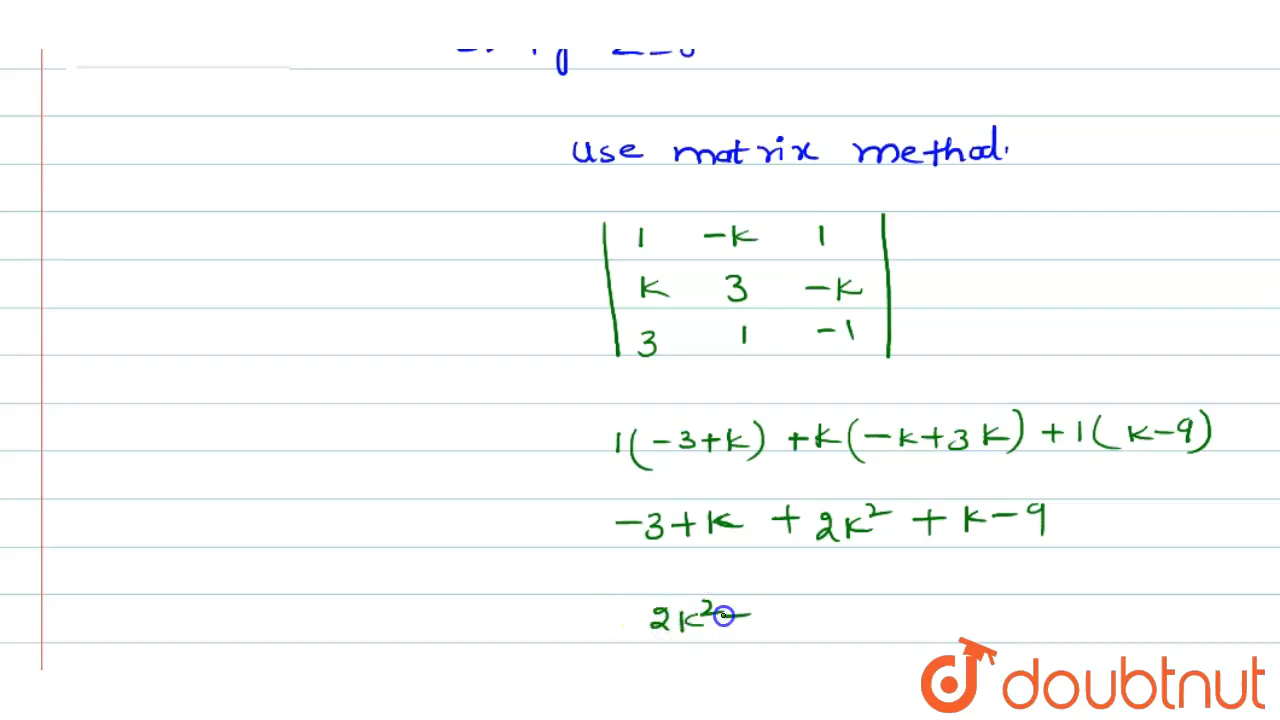 use matrix method.
1 -k 1
k 3 -k
3 1 -1
1(-3+k) +k(-k+3k)+1(k-9)
-3+k + 2k² + k-9
2k²
doubtnut